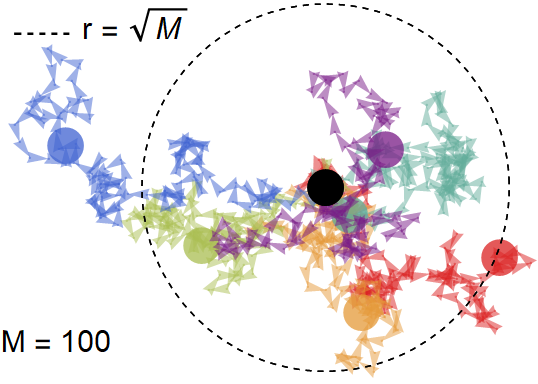 ----- r = √M
M = 100